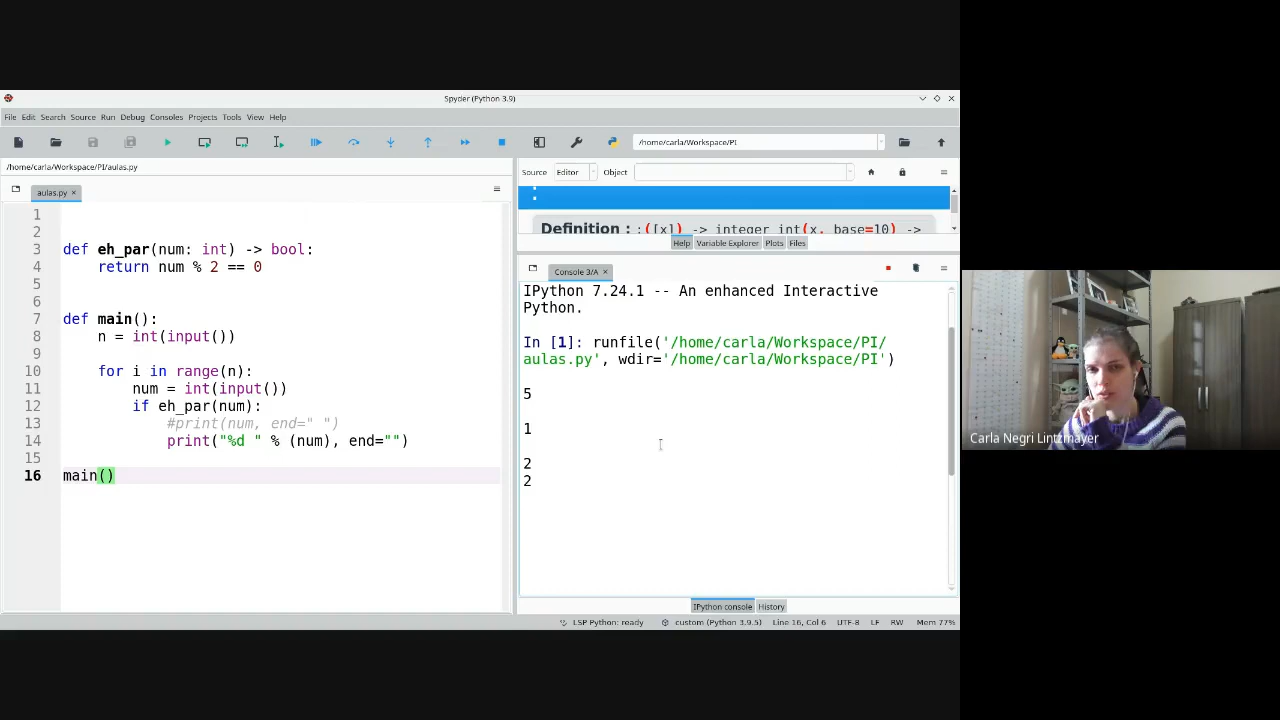 Spyder (Python 3.9)
File Edit Search Source Run Debug Consoles Projects Tools View Help
/home/carla/Workspace/PI
/home/carla/Workspace/PI/aulas.py
aulas.py
1
2
3 def eh_par(num: int) -> bool:
4 return num % 2 == 0
5
6
7 def main():
8 n = int(input())
9
10 for i in range(n):
11 num = int(input())
12 if eh_par(num):
13 #print(num, end=" ")
14 print("%d " % (num), end="")
15
16 main()
Source Editor Object
:
Definition : :([x]) -> integer int(x, base=10) ->
Help Variable Explorer Plots Files
Console 3/A
IPython 7.24.1 -- An enhanced Interactive
Python.
In [1]: runfile('/home/carla/Workspace/PI/
aulas.py', wdir='/home/carla/Workspace/PI')
5
1
2
2
IPython console History
LSP Python: ready custom (Python 3.9.5) Line 16, Col 6 UTF-8 LF RW Mem 77%
Carla Negri Lintzmayer